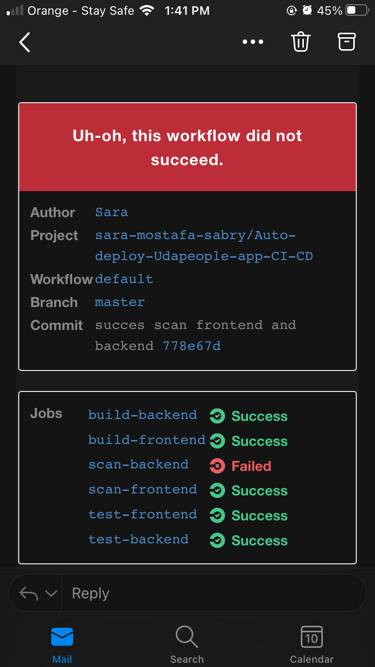 Orange - Stay Safe 1:41 PM 45%
Uh-oh, this workflow did not
succeed.
Author Sara
Project sara-mostafa-sabry/Auto-
deploy-Udapeople-app-CI-CD
Workflow default
Branch master
Commit succes scan frontend and
backend 778e67d
Jobs build-backend Success
build-frontend Success
scan-backend Failed
scan-frontend Success
test-frontend Success
test-backend Success
Reply
10
Mail Search Calendar